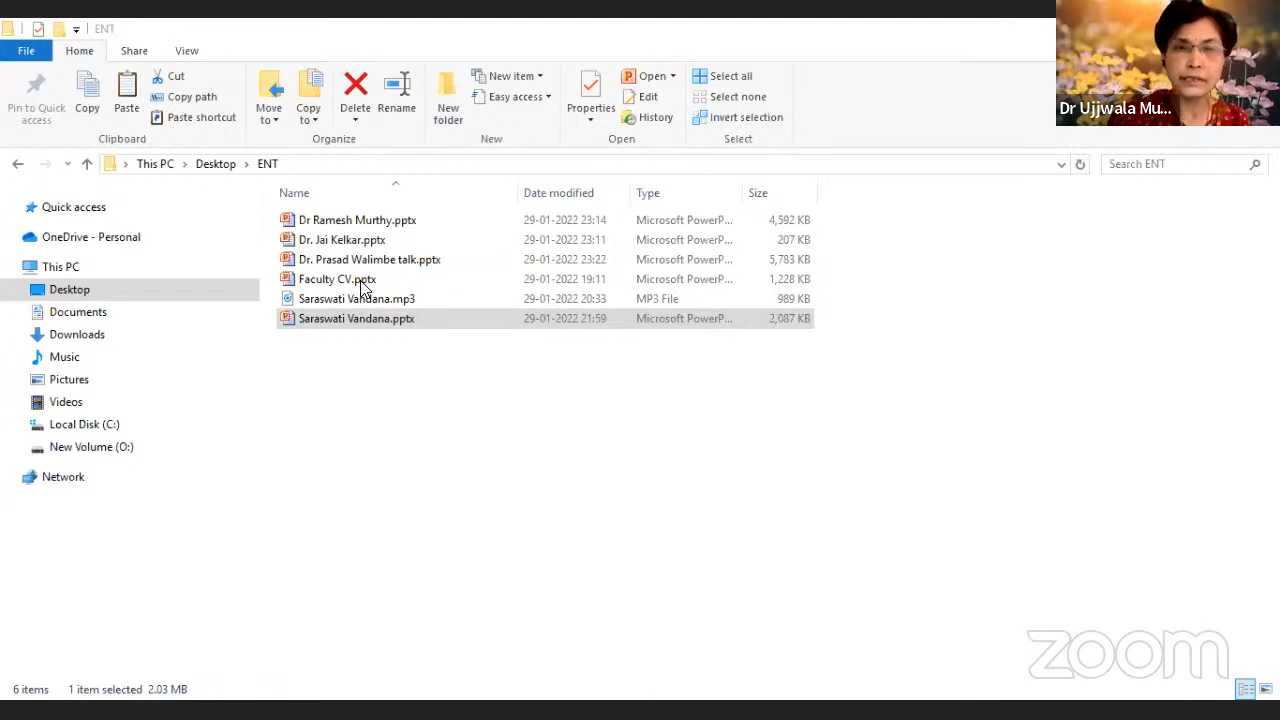 ENT
File Home Share View
Pin to Quick access
Copy
Paste
Cut
Copy path
Paste shortcut
Clipboard
Move to
Copy to
Delete
Rename
Organize
New folder
New item
Easy access
New
Properties
Open
Edit
History
Open
Select all
Select none
Invert selection
Select
Dr Ujjwala Mu...
This PC > Desktop > ENT
Search ENT
Quick access
OneDrive - Personal
This PC
Desktop
Documents
Downloads
Music
Pictures
Videos
Local Disk (C:)
New Volume (O:)
Network
Name Date modified Type Size
Dr Ramesh Murthy.pptx 29-01-2022 23:14 Microsoft PowerP... 4,592 KB
Dr. Jai Kelkar.pptx 29-01-2022 23:11 Microsoft PowerP... 207 KB
Dr. Prasad Walimbe talk.pptx 29-01-2022 23:22 Microsoft PowerP... 5,783 KB
Faculty CV.pptx 29-01-2022 19:11 Microsoft PowerP... 1,228 KB
Saraswati Vandana.mp3 29-01-2022 20:33 MP3 File 989 KB
Saraswati Vandana.pptx 29-01-2022 21:59 Microsoft PowerP... 2,087 KB
zoom
6 items 1 item selected 2.03 MB